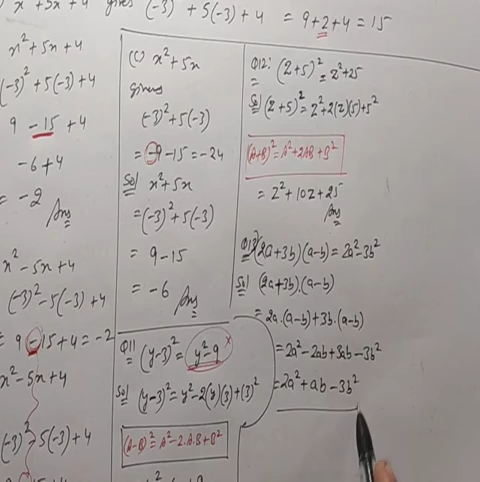 x² + 5x + 4 gives (-3)² + 5(-3) + 4 = 9 + 2 + 4 = 15
x² + 5x + 4
(-3)² + 5(-3) + 4
9 - 15 + 4
-6 + 4
= -2
Ans
x² - 5x + 4
(-3)² - 5(-3) + 4
= 9 - 15 + 4 = -2
x² - 5x + 4
(-3)² - 5(-3) + 4
(c) x² + 5x
gives
(-3)² + 5(-3)
= -9 - 15 = -24
Sol x² + 5x
= (-3)² + 5(-3)
= 9 - 15
= -6 Ans
Q11 (y-3)² = y² - 9 x
Sol (y-3)² = y² - 2(y)(3) + (3)²
(A-B)² = A² - 2.A.B + B²
Q12: (z+5)² = z² + 25
Sol (z+5)² = z² + 2(z)(5) + 5²
(A+B)² = A² + 2AB + B²
= z² + 10z + 25
Ans
Q13 (2a+3b)(a-b) = 2a² - 3b²
Sol (2a+3b).(a-b)
= 2a.(a-b) + 3b.(a-b)
= 2a² - 2ab + 3ab - 3b²
= 2a² + ab - 3b²